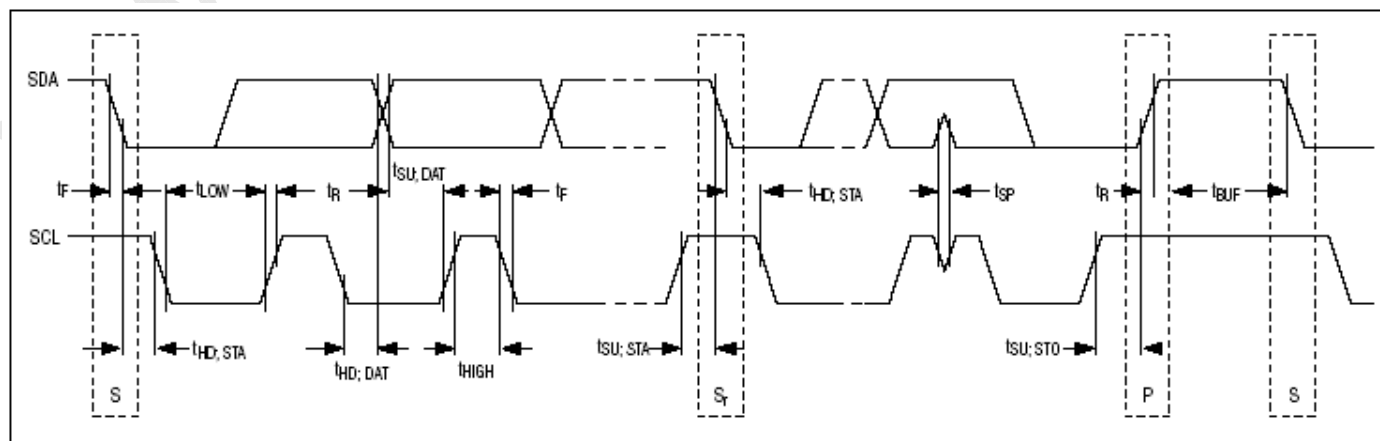 SDA
tSU; DAT
tF
tLOW
tR
tF
tHD; STA
tSP
tR
tBUF
SCL
tHD; STA
tHD; DAT
tHIGH
tSU; STA
tSU; STO
S
Sr
P
S